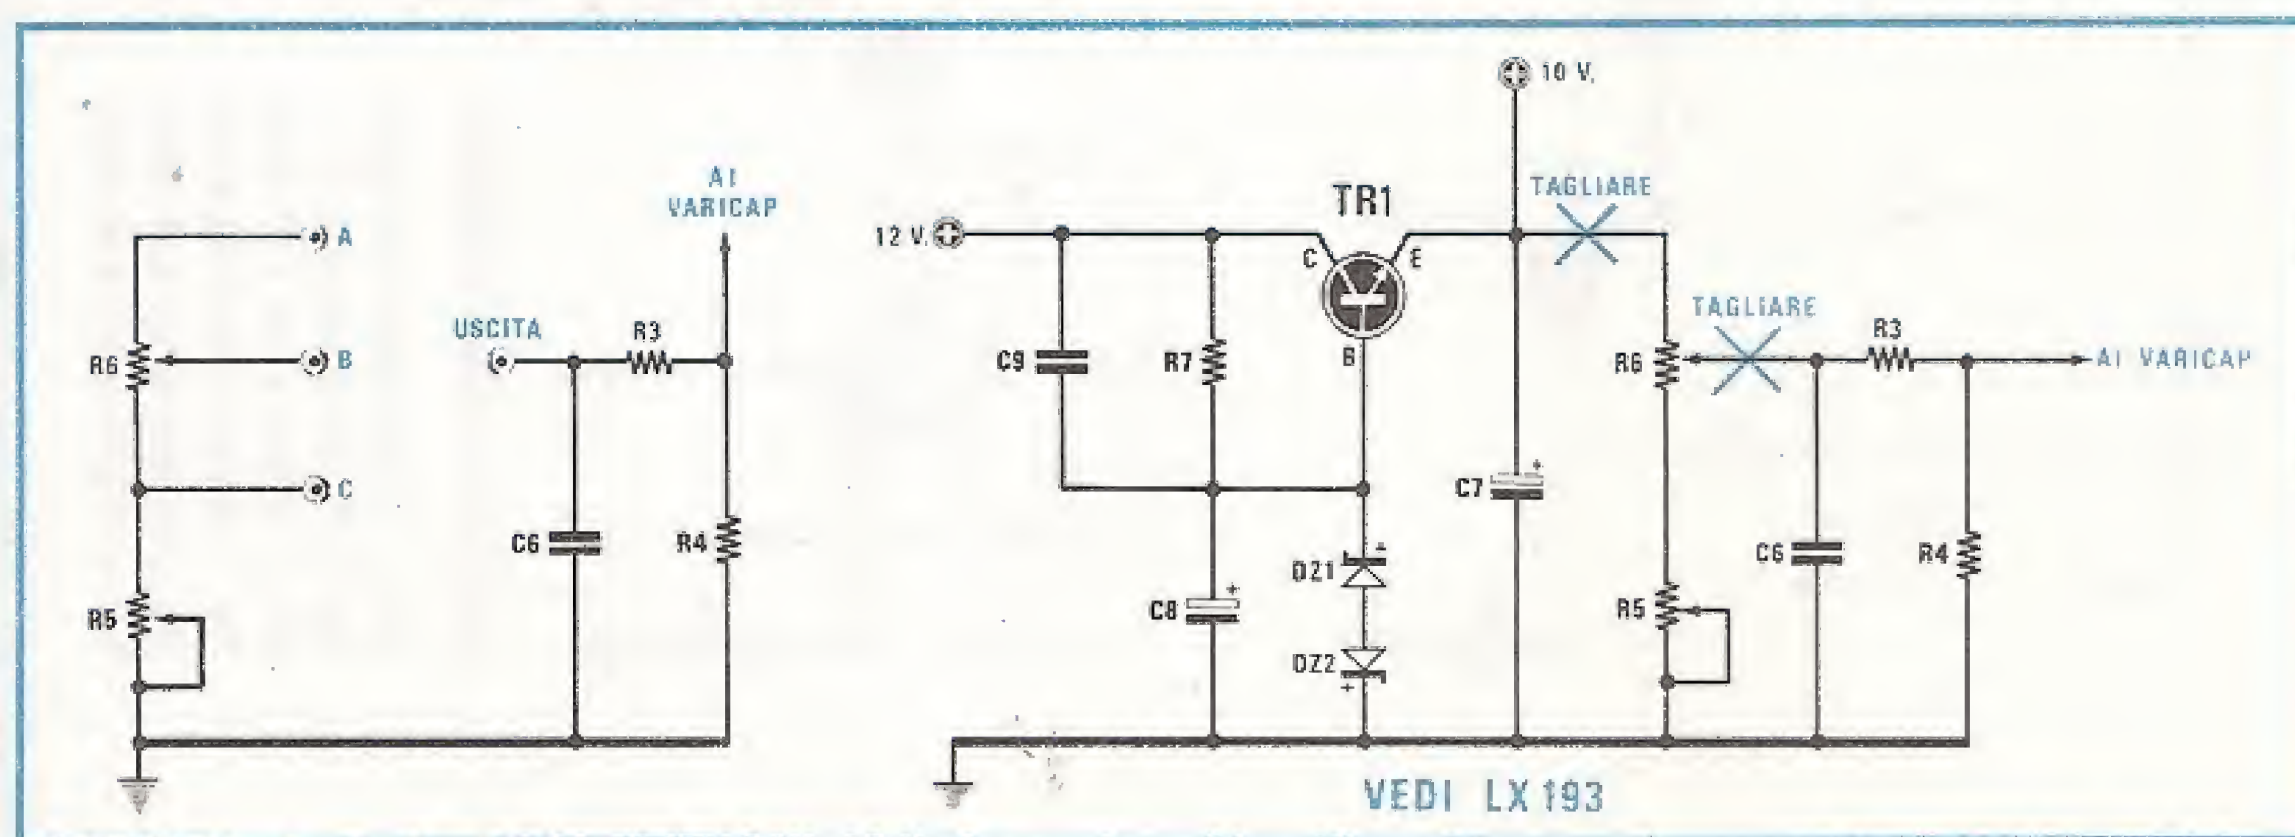 A
B
C
R6
R5
USCITA
R3
AI
VARICAP
C6
R4
12 V.
C9
R7
TR1
C
E
B
10 V.
TAGLIARE
TAGLIARE
C8
+
DZ1
+
DZ2
+
C7
+
R6
R5
R3
AI VARICAP
C6
R4
VEDI LX 193